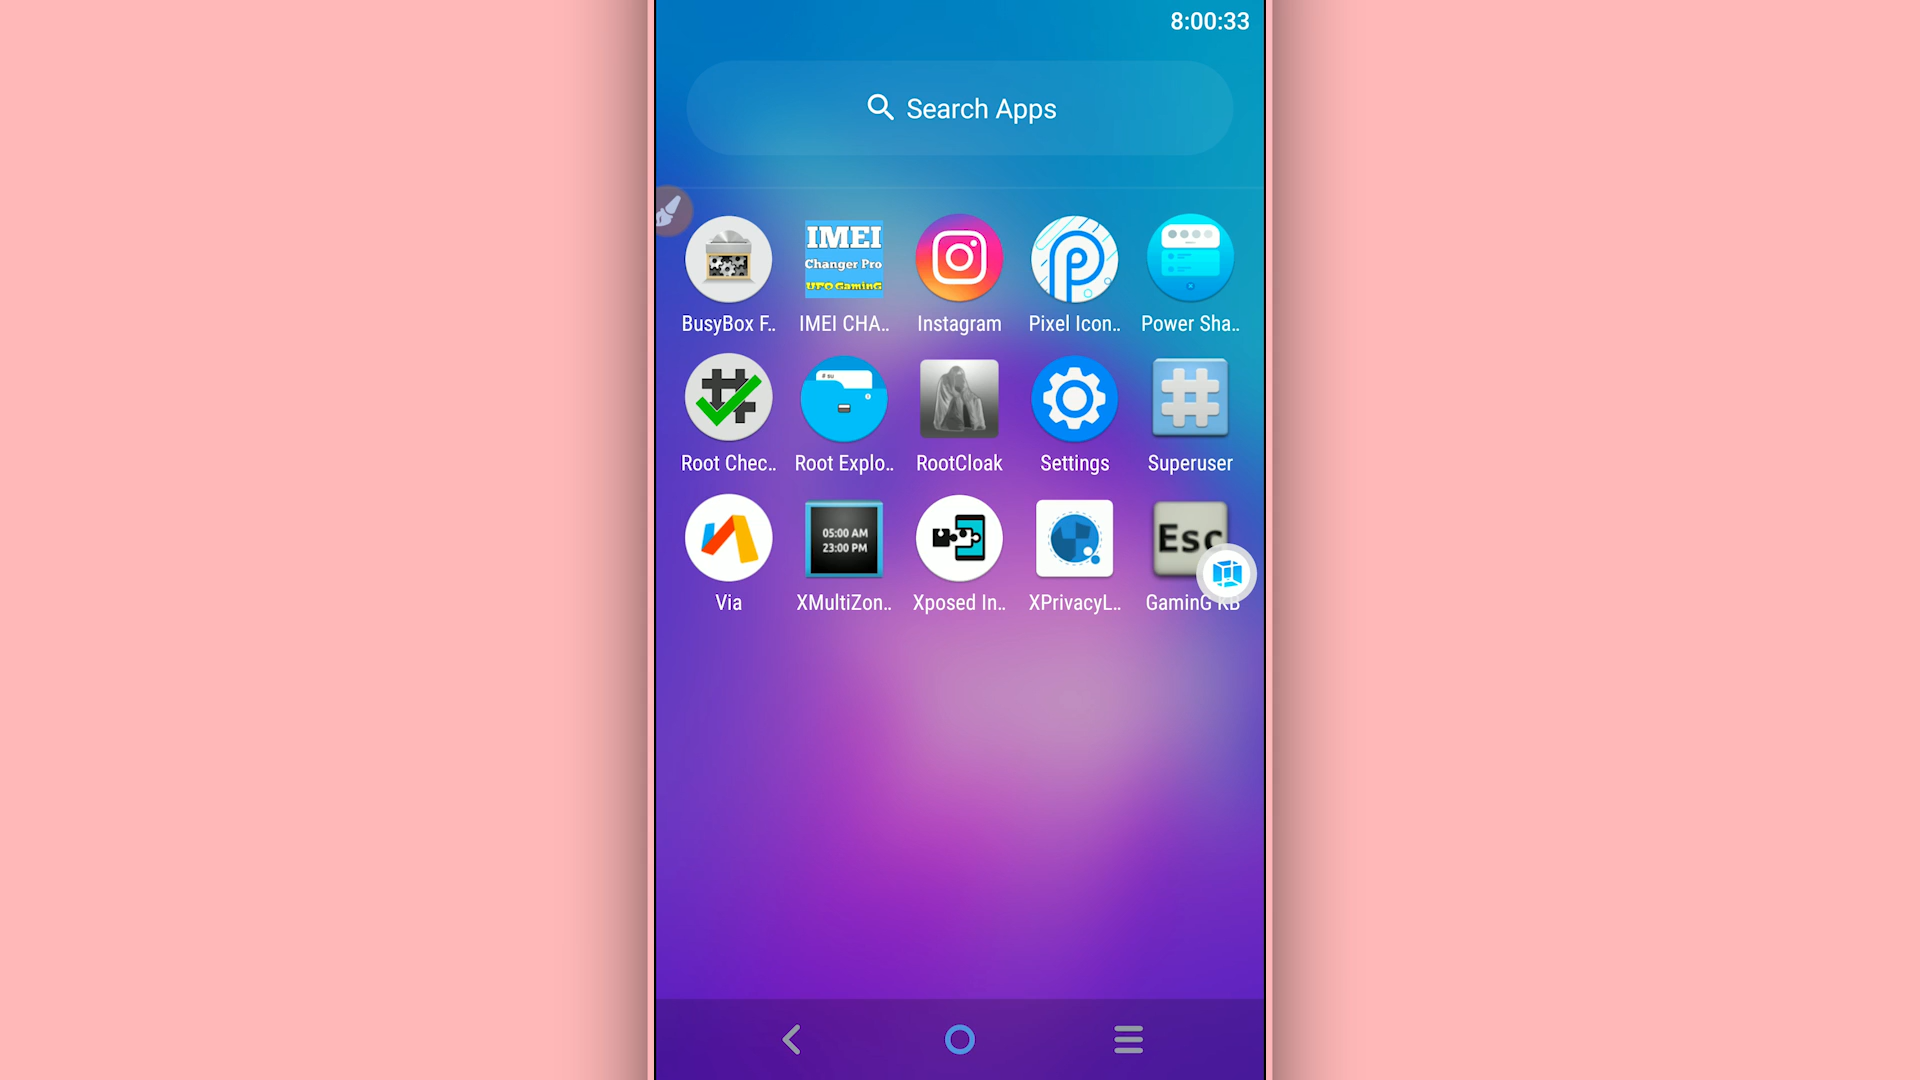 8:00:33
Search Apps
IMEI
Changer Pro
UFO GaminG
BusyBox F..
IMEI CHA..
Instagram
Pixel Icon..
Power Sha..
# su
Root Chec..
Root Explo..
RootCloak
Settings
Superuser
05:00 AM
23:00 PM
Esc
Via
XMultiZon..
Xposed In..
XPrivacyL..
GaminG KB